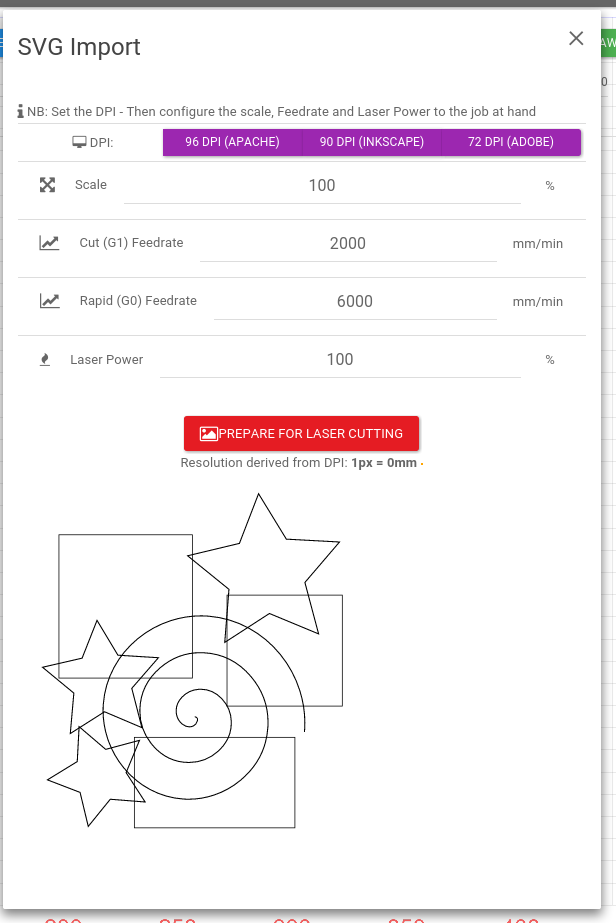 SVG Import
AW
0
NB: Set the DPI - Then configure the scale, Feedrate and Laser Power to the job at hand
DPI: 96 DPI (APACHE) 90 DPI (INKSCAPE) 72 DPI (ADOBE)
Scale 100 %
Cut (G1) Feedrate 2000 mm/min
Rapid (G0) Feedrate 6000 mm/min
Laser Power 100 %
PREPARE FOR LASER CUTTING
Resolution derived from DPI: 1px = 0mm